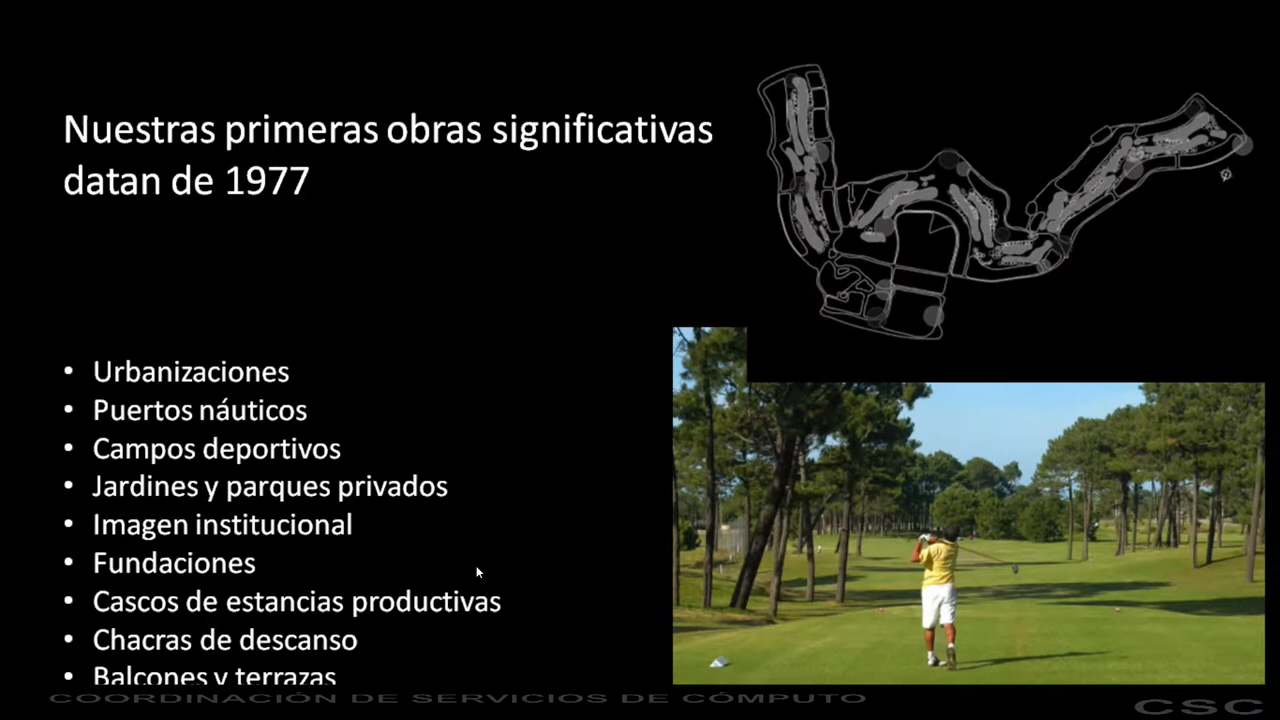 Nuestras primeras obras significativas
datan de 1977
• Urbanizaciones
• Puertos náuticos
• Campos deportivos
• Jardines y parques privados
• Imagen institucional
• Fundaciones
• Cascos de estancias productivas
• Chacras de descanso
• Balcones y terrazas
COORDINACIÓN DE SERVICIOS DE CÓMPUTO
CSC